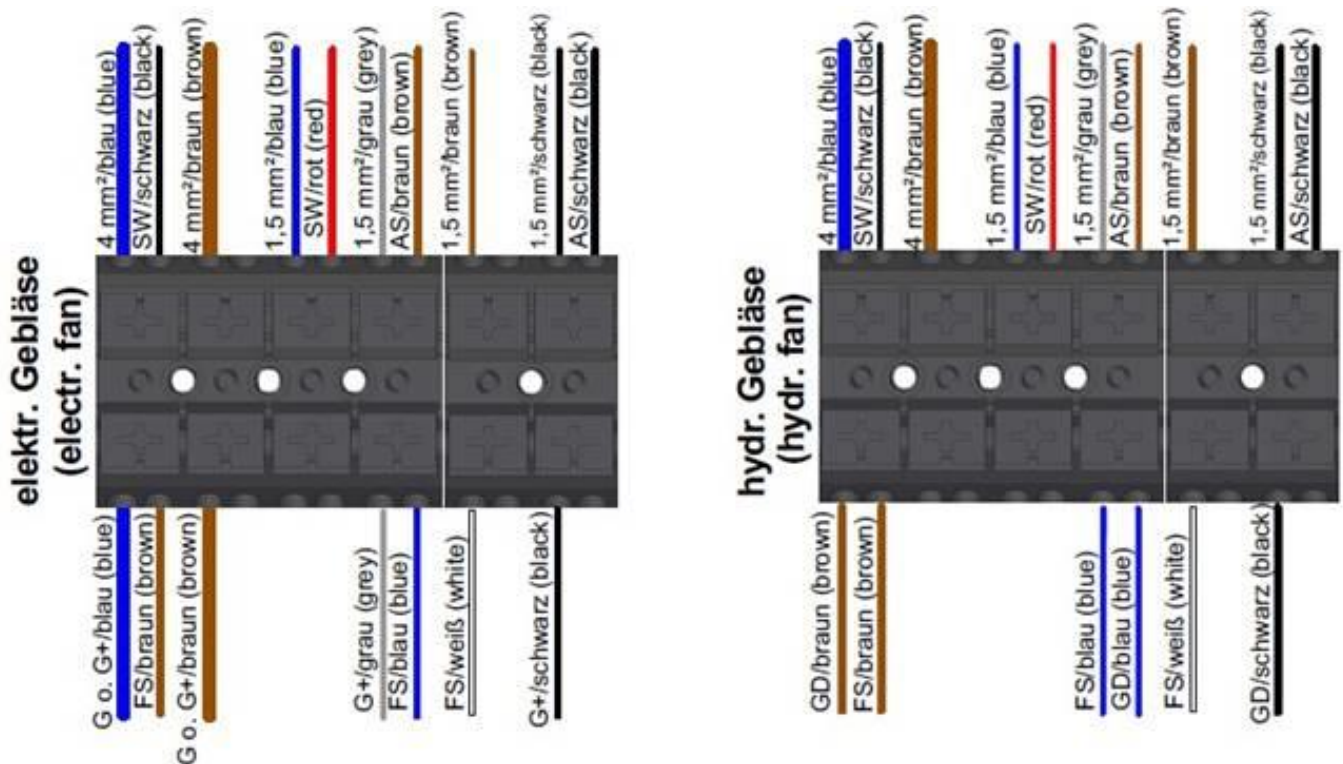 elektr. Gebläse
(electr. fan)
4 mm²/blau (blue)
SW/schwarz (black)
4 mm²/braun (brown)
1,5 mm²/blau (blue)
SW/rot (red)
1,5 mm²/grau (grey)
AS/braun (brown)
1,5 mm²/braun (brown)
1,5 mm²/schwarz (black)
AS/schwarz (black)
G o. G+/blau (blue)
FS/braun (brown)
G o. G+/braun (brown)
G+/grau (grey)
FS/blau (blue)
FS/weiß (white)
G+/schwarz (black)
hydr. Gebläse
(hydr. fan)
4 mm²/blau (blue)
SW/schwarz (black)
4 mm²/braun (brown)
1,5 mm²/blau (blue)
SW/rot (red)
1,5 mm²/grau (grey)
AS/braun (brown)
1,5 mm²/braun (brown)
1,5 mm²/schwarz (black)
AS/schwarz (black)
GD/braun (brown)
FS/braun (brown)
FS/blau (blue)
GD/blau (blue)
FS/weiß (white)
GD/schwarz (black)